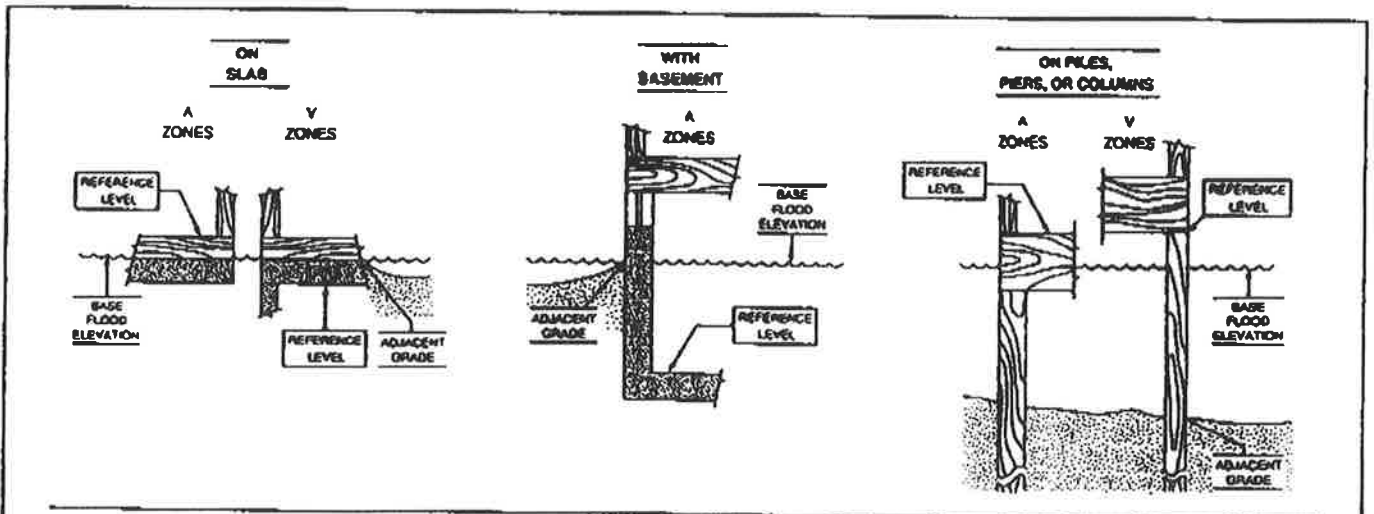 ON
SLAB
A
ZONES
V
ZONES
REFERENCE
LEVEL
BASE
FLOOD
ELEVATION
REFERENCE
LEVEL
ADJACENT
GRADE
WITH
BASEMENT
A
ZONES
BASE
FLOOD
ELEVATION
ADJACENT
GRADE
REFERENCE
LEVEL
ON PILES,
PIERS, OR COLUMNS
A
ZONES
V
ZONES
REFERENCE
LEVEL
REFERENCE
LEVEL
BASE
FLOOD
ELEVATION
ADJACENT
GRADE